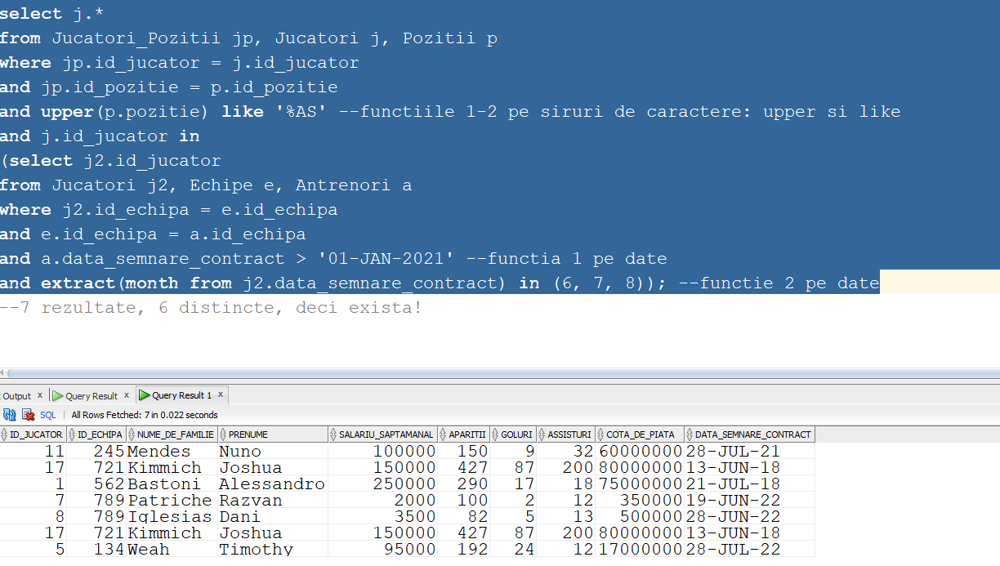 select j.*
from Jucatori_Pozitii jp, Jucatori j, Pozitii p
where jp.id_jucator = j.id_jucator
and jp.id_pozitie = p.id_pozitie
and upper(p.pozitie) like '%AS' --functiile 1-2 pe siruri de caractere: upper si like
and j.id_jucator in
(select j2.id_jucator
from Jucatori j2, Echipe e, Antrenori a
where j2.id_echipa = e.id_echipa
and e.id_echipa = a.id_echipa
and a.data_semnare_contract > '01-JAN-2021' --functia 1 pe date
and extract(month from j2.data_semnare_contract) in (6, 7, 8)); --functie 2 pe date
--7 rezultate, 6 distincte, deci exista!
Output x Query Result x Query Result 1 x
SQL | All Rows Fetched: 7 in 0.022 seconds
ID_JUCATOR ID_ECHIPA NUME_DE_FAMILIE PRENUME SALARIU_SAPTAMANAL APARITII GOLURI ASSISTURI COTA_DE_PIATA DATA_SEMNARE_CONTRACT
11 245 Mendes Nuno 100000 150 9 32 60000000 28-JUL-21
17 721 Kimmich Joshua 150000 427 87 200 80000000 13-JUN-18
1 562 Bastoni Alessandro 250000 290 17 18 75000000 21-JUL-18
7 789 Patriche Razvan 2000 100 2 12 350000 19-JUN-22
8 789 Iglesias Dani 3500 82 5 13 500000 28-JUN-22
17 721 Kimmich Joshua 150000 427 87 200 80000000 13-JUN-18
5 134 Weah Timothy 95000 192 24 12 17000000 28-JUL-22